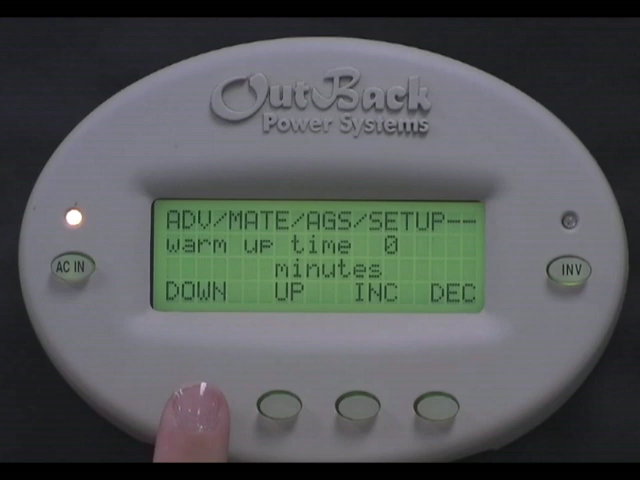 OutBack
Power Systems
ADV/MATE/AGS/SETUP--
Warm up time 0
minutes
DOWN UP INC DEC
AC IN
INV